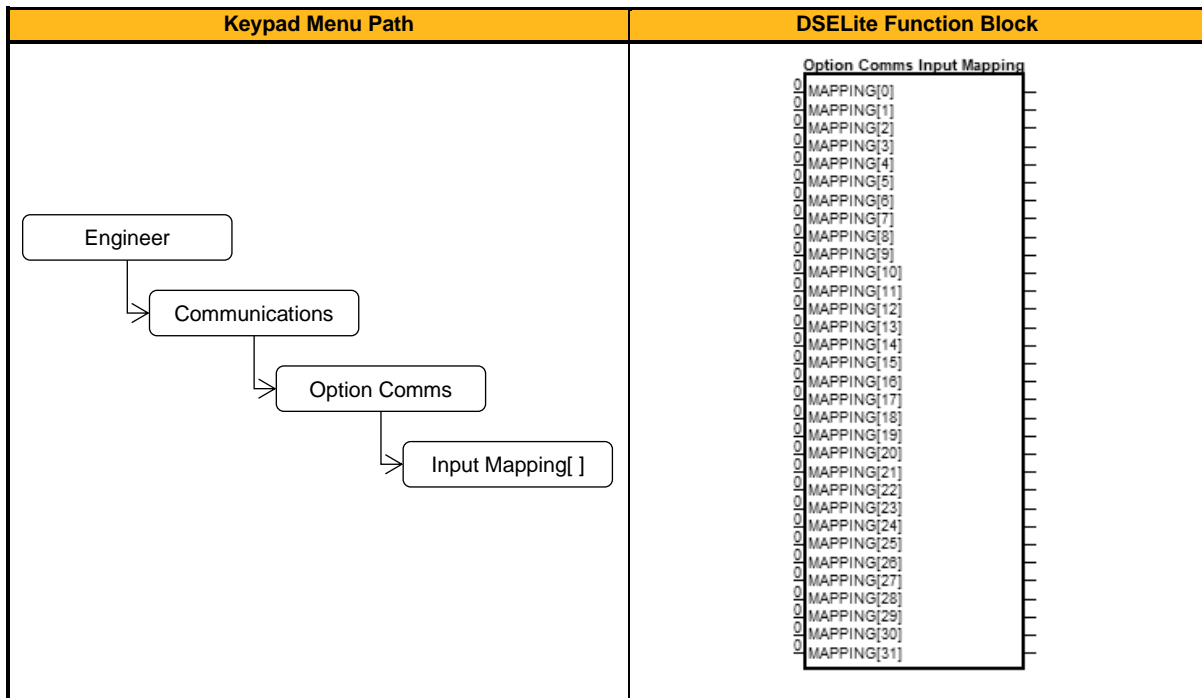 Keypad Menu Path
DSELite Function Block
Engineer
Communications
Option Comms
Input Mapping[ ]
Option Comms Input Mapping
0 MAPPING[0]
0 MAPPING[1]
0 MAPPING[2]
0 MAPPING[3]
0 MAPPING[4]
0 MAPPING[5]
0 MAPPING[6]
0 MAPPING[7]
0 MAPPING[8]
0 MAPPING[9]
0 MAPPING[10]
0 MAPPING[11]
0 MAPPING[12]
0 MAPPING[13]
0 MAPPING[14]
0 MAPPING[15]
0 MAPPING[16]
0 MAPPING[17]
0 MAPPING[18]
0 MAPPING[19]
0 MAPPING[20]
0 MAPPING[21]
0 MAPPING[22]
0 MAPPING[23]
0 MAPPING[24]
0 MAPPING[25]
0 MAPPING[26]
0 MAPPING[27]
0 MAPPING[28]
0 MAPPING[29]
0 MAPPING[30]
0 MAPPING[31]